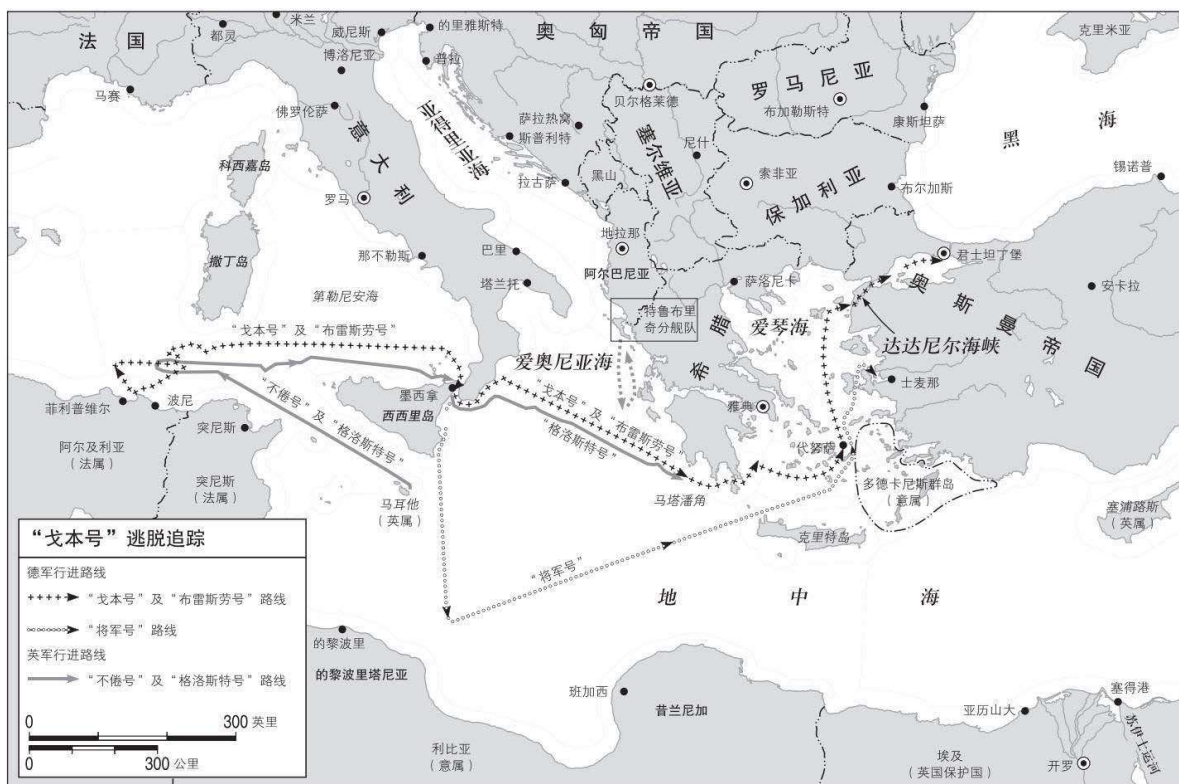 法国
都灵
米兰
威尼斯
的里雅斯特
奥匈帝国
克里米亚
博洛尼亚
普拉
马赛
佛罗伦萨
亚得里亚海
萨拉热窝
斯普利特
贝尔格莱德
罗马尼亚
布加勒斯特
康斯坦萨
黑海
意大利
科西嘉岛
塞尔维亚
尼什
黑山
拉古萨
索非亚
保加利亚
布尔加斯
锡诺普
罗马
地拉那
阿尔巴尼亚
君士坦丁堡
撒丁岛
那不勒斯
巴里
塔兰托
萨洛尼卡
安卡拉
第勒尼安海
特鲁布里
奇分舰队
希腊
爱琴海
奥斯曼帝国
达达尼尔海峡
“戈本号”及“布雷斯劳号”
爱奥尼亚海
士麦那
菲利普维尔
波尼
“不倦号”及“格洛斯特号”
墨西拿
西西里岛
“戈本号”及“布雷斯劳号”
“格洛斯特号”
雅典
代努萨
阿尔及利亚
（法属）
突尼斯
突尼斯
（法属）
马耳他
（英属）
马塔潘角
多德卡尼斯群岛
（意属）
克里特岛
塞浦路斯
（英属）
“将军号”
地中海
“戈本号”逃脱追踪
德军行进路线
“戈本号”及“布雷斯劳号”路线
“将军号”路线
英军行进路线
“不倦号”及“格洛斯特号”路线
0 300 英里
0 300 公里
的黎波里
的黎波里塔尼亚
班加西
昔兰尼加
利比亚
（意属）
亚历山大
塞得港
苏伊士运河
埃及
（英国保护国）
开罗